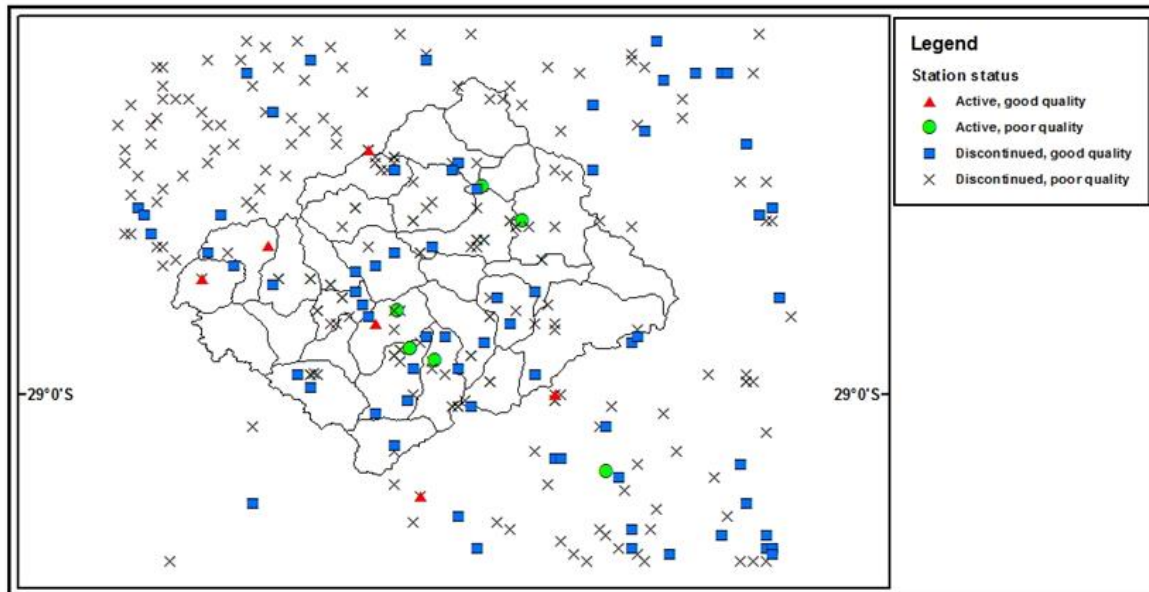 Legend
Station status
Active, good quality
Active, poor quality
Discontinued, good quality
Discontinued, poor quality
29°0'S
29°0'S